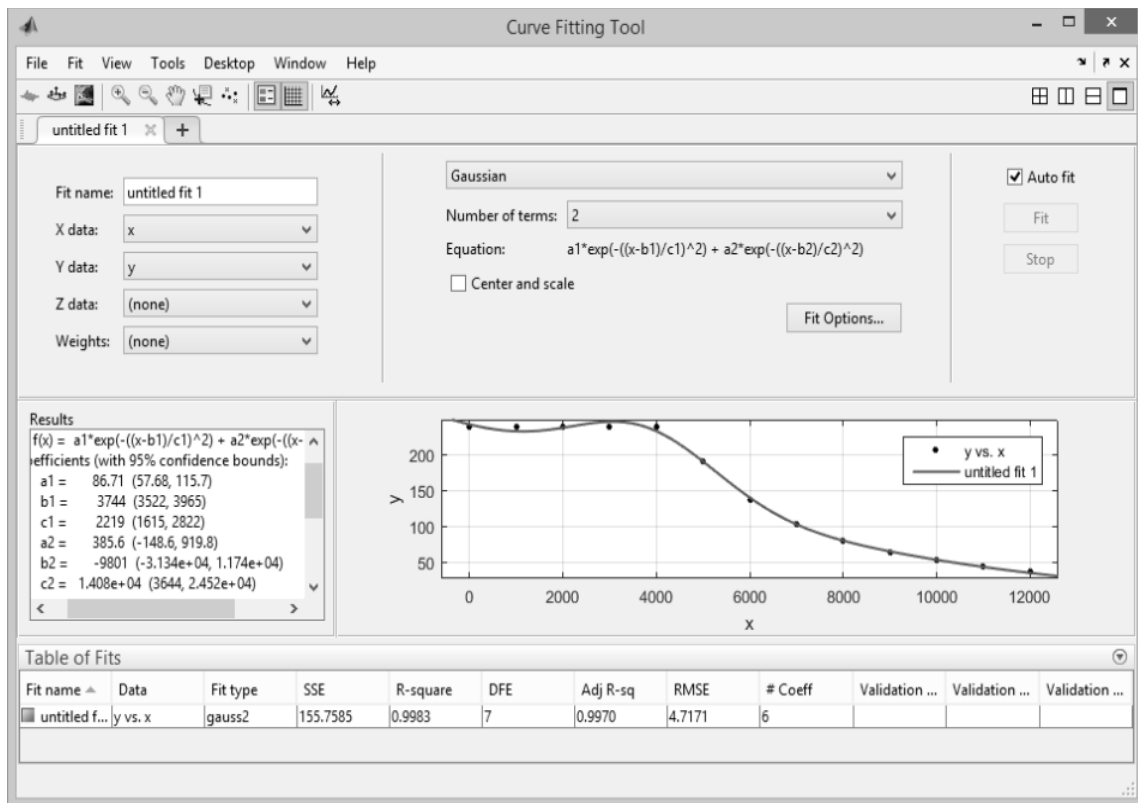 Curve Fitting Tool
File Fit View Tools Desktop Window Help
untitled fit 1
Fit name: untitled fit 1
X data: x
Y data: y
Z data: (none)
Weights: (none)
Gaussian
Number of terms: 2
Equation: a1*exp(-((x-b1)/c1)^2) + a2*exp(-((x-b2)/c2)^2)
Center and scale
Fit Options...
Auto fit
Fit
Stop
Results
f(x) = a1*exp(-((x-b1)/c1)^2) + a2*exp(-((x-
efficients (with 95% confidence bounds):
a1 = 86.71 (57.68, 115.7)
b1 = 3744 (3522, 3965)
c1 = 2219 (1615, 2822)
a2 = 385.6 (-148.6, 919.8)
b2 = -9801 (-3.134e+04, 1.174e+04)
c2 = 1.408e+04 (3644, 2.452e+04)
200
150
100
50
y
0 2000 4000 6000 8000 10000 12000
x
y vs. x
untitled fit 1
Table of Fits
Fit name Data Fit type SSE R-square DFE Adj R-sq RMSE # Coeff Validation ... Validation ... Validation ...
untitled f... y vs. x gauss2 155.7585 0.9983 7 0.9970 4.7171 6